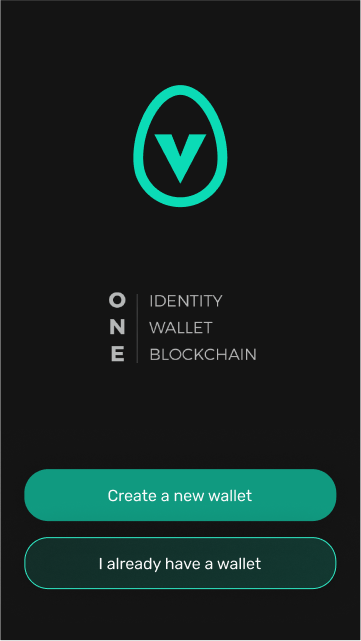 V
O IDENTITY
N WALLET
E BLOCKCHAIN
Create a new wallet
I already have a wallet